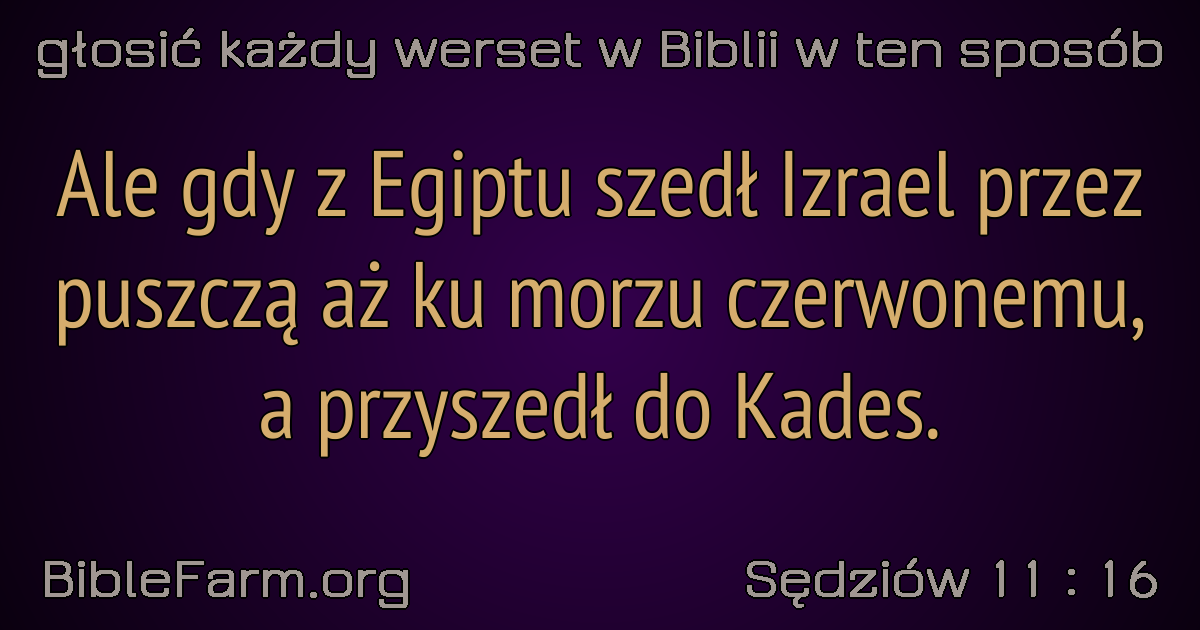 głosić każdy werset w Biblii w ten sposób
Ale gdy z Egiptu szedł Izrael przez
puszczą aż ku morzu czerwonemu,
a przyszedł do Kades.
BibleFarm.org
Sędziów 11 : 16